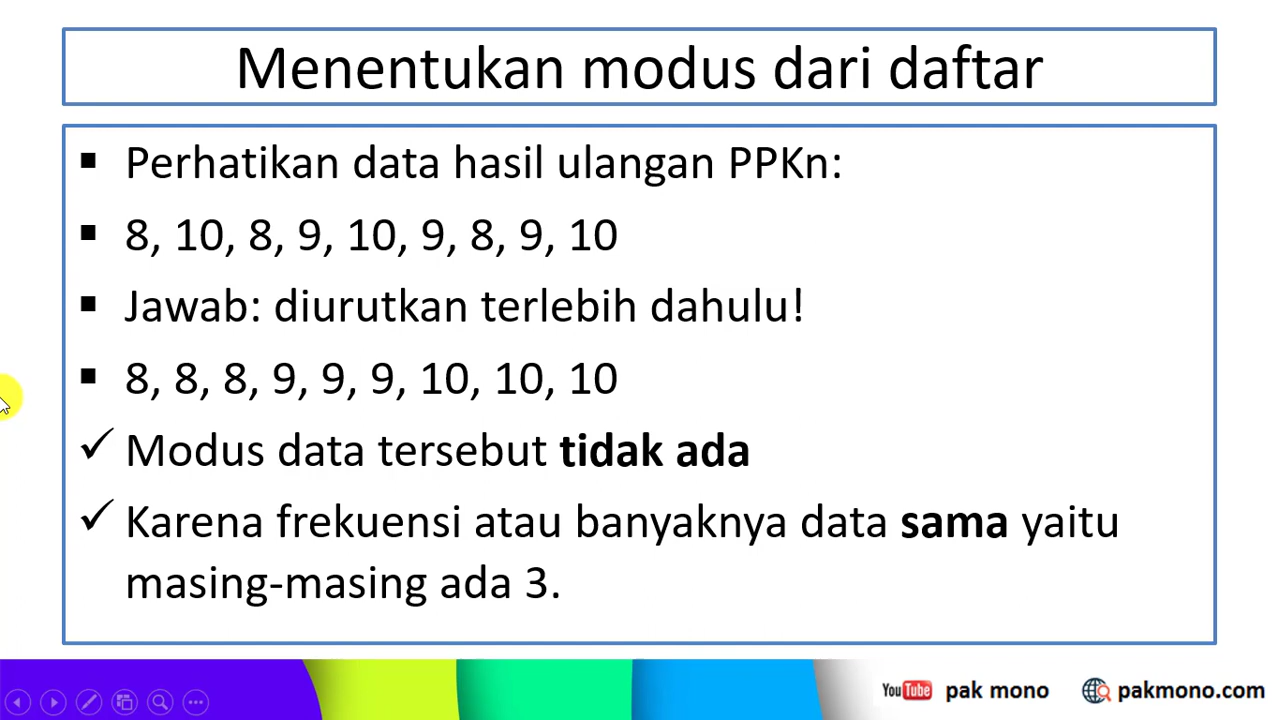 Menentukan modus dari daftar
Perhatikan data hasil ulangan PPKn:
8, 10, 8, 9, 10, 9, 8, 9, 10
Jawab: diurutkan terlebih dahulu!
8, 8, 8, 9, 9, 9, 10, 10, 10
Modus data tersebut tidak ada
Karena frekuensi atau banyaknya data sama yaitu
masing-masing ada 3.
YouTube pak mono pakmono.com